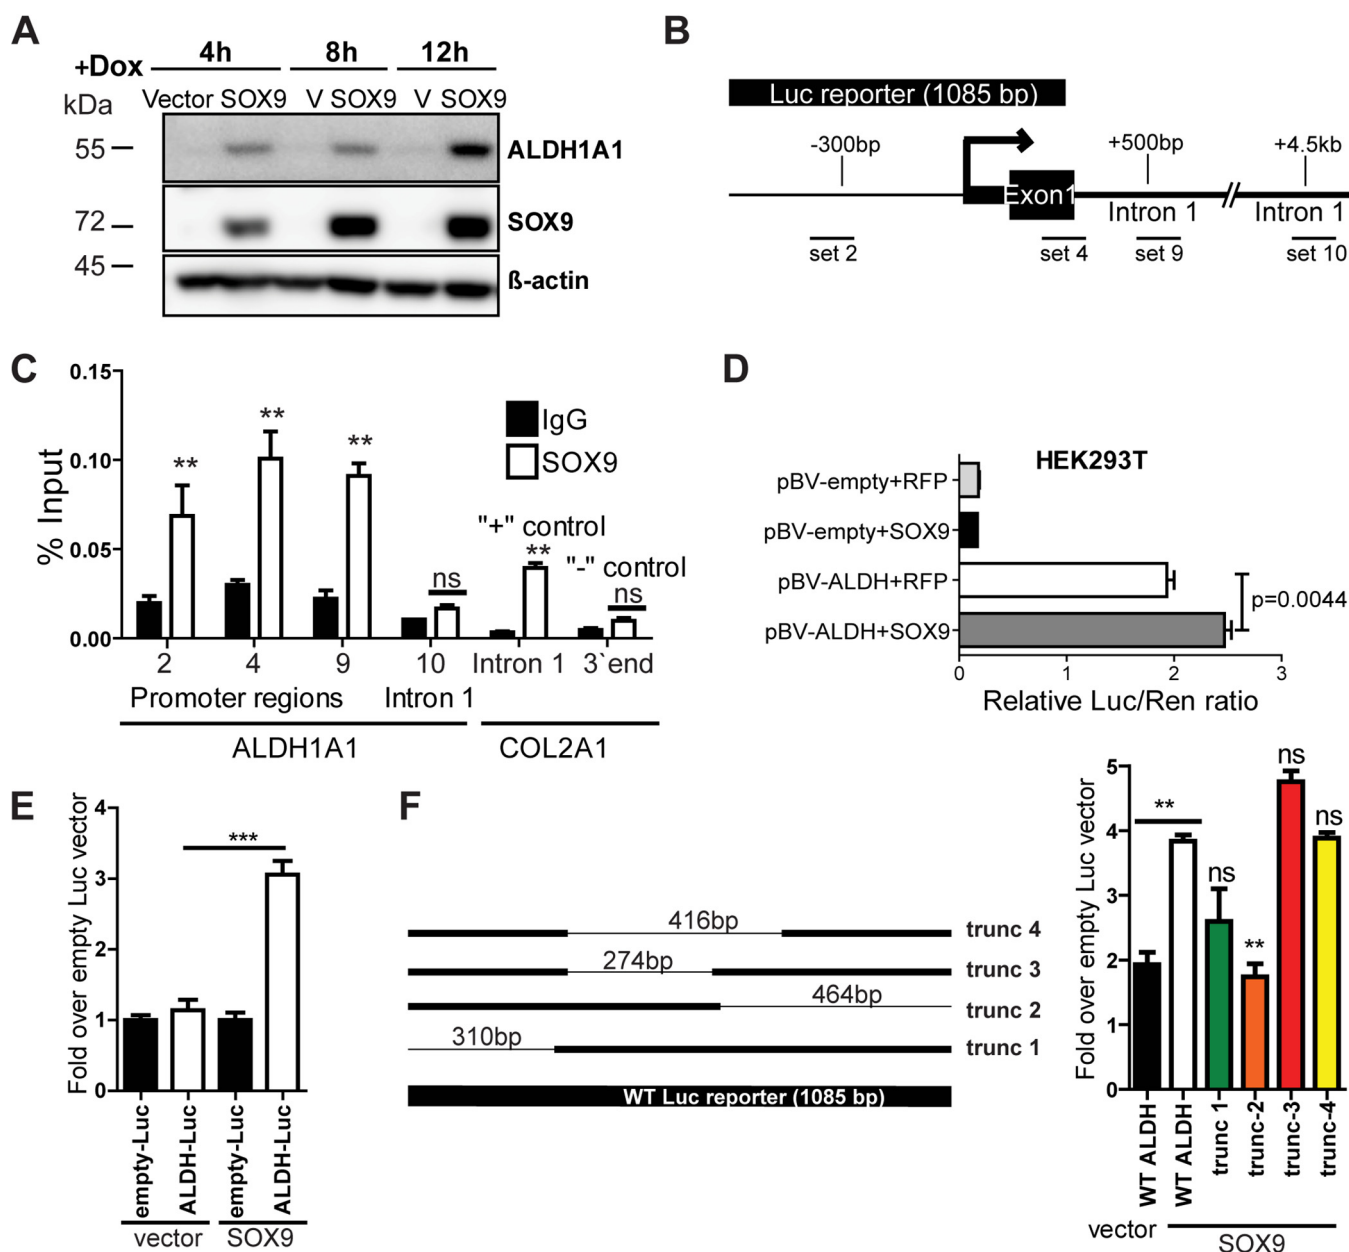 A
+Dox 4h 8h 12h
kDa Vector SOX9 V SOX9 V SOX9
55 ALDH1A1
72 SOX9
45 ß-actin
B
Luc reporter (1085 bp)
-300bp +500bp +4.5kb
Exon1 Intron 1 Intron 1
set 2 set 4 set 9 set 10
C
% Input
0.15
0.10
0.05
0.00
IgG
SOX9
** ** ** ns ** ns
"+" control
"-" control
2 4 9 10 Intron 1 3`end
Promoter regions Intron 1
ALDH1A1 COL2A1
D
HEK293T
pBV-empty+RFP
pBV-empty+SOX9
pBV-ALDH+RFP
pBV-ALDH+SOX9
p=0.0044
0 1 2 3
Relative Luc/Ren ratio
E
Fold over empty Luc vector
4
3
2
1
0
***
empty-Luc ALDH-Luc empty-Luc ALDH-Luc
vector SOX9
F
416bp trunc 4
274bp trunc 3
464bp trunc 2
310bp trunc 1
WT Luc reporter (1085 bp)
Fold over empty Luc vector
5
4
3
2
1
0
** ns ** ns ns
WT ALDH WT ALDH trunc 1 trunc-2 trunc-3 trunc-4
vector SOX9